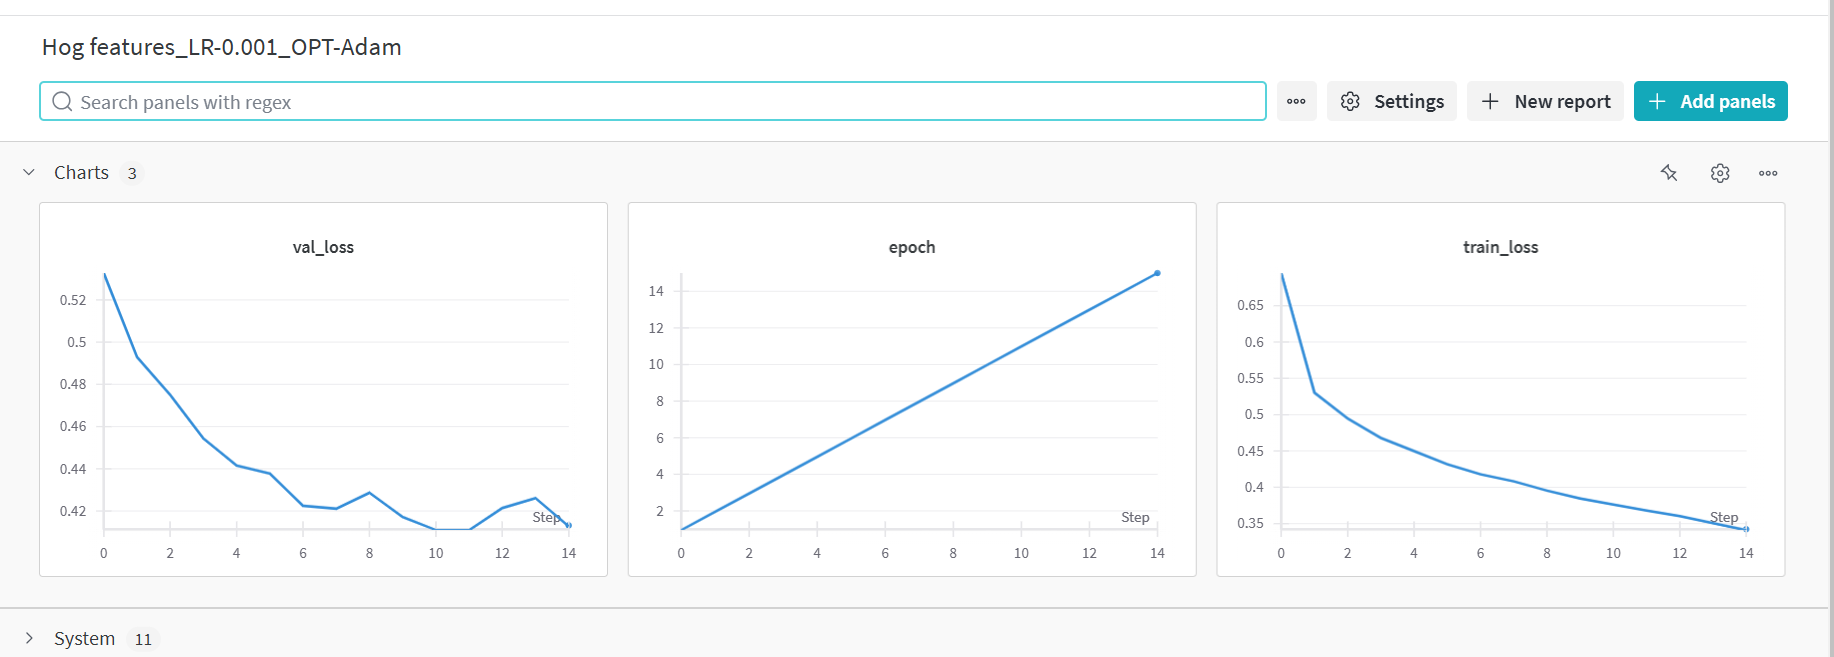 Hog features_LR-0.001_OPT-Adam
Search panels with regex
Settings
New report
Add panels
Charts 3
val_loss
0.52
0.5
0.48
0.46
0.44
0.42
Step
0 2 4 6 8 10 12 14
epoch
14
12
10
8
6
4
2
Step
0 2 4 6 8 10 12 14
train_loss
0.65
0.6
0.55
0.5
0.45
0.4
0.35
Step
0 2 4 6 8 10 12 14
System 11